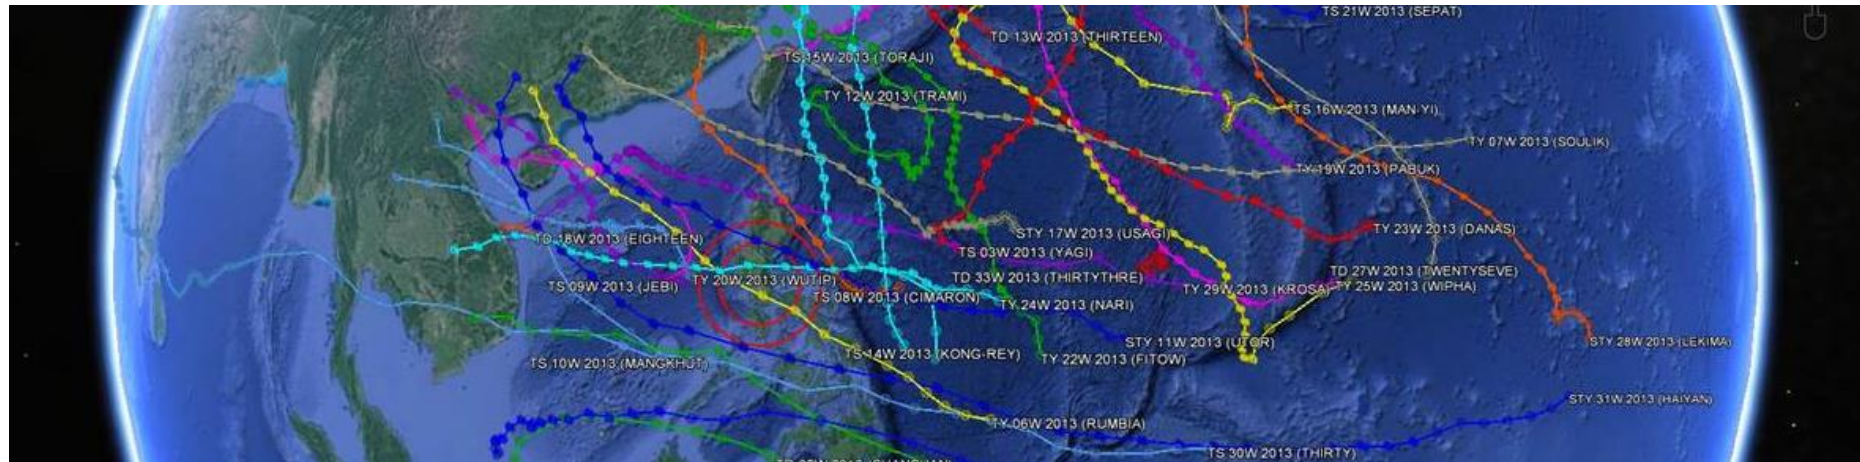 STS 21W 2013 (SEPAT)
TD 13W 2013 (THIRTEEN)
TS 15W 2013 (TORAJI)
TY 12W 2013 (TRAMI)
TS 16W 2013 (MAN-YI)
TY 07W 2013 (SOULIK)
TY 19W 2013 (PABUK)
STY 17W 2013 (USAGI)
TY 23W 2013 (DANAS)
TD 18W 2013 (EIGHTEEN)
TS 03W 2013 (YAGI)
TY 20W 2013 (WUTIP)
TD 33W 2013 (THIRTYTHRE)
TD 27W 2013 (TWENTYSEVE)
TS 09W 2013 (JEBI)
TY 29W 2013 (KROSA)
TY 25W 2013 (WIPHA)
TS 08W 2013 (CIMARON)
TY 24W 2013 (NARI)
STY 11W 2013 (UTOR)
STY 28W 2013 (LEKIMA)
TS 14W 2013 (KONG-REY)
TY 22W 2013 (FITOW)
TS 10W 2013 (MANGKHUT)
STY 31W 2013 (HAIYAN)
TY 06W 2013 (RUMBIA)
TS 30W 2013 (THIRTY)